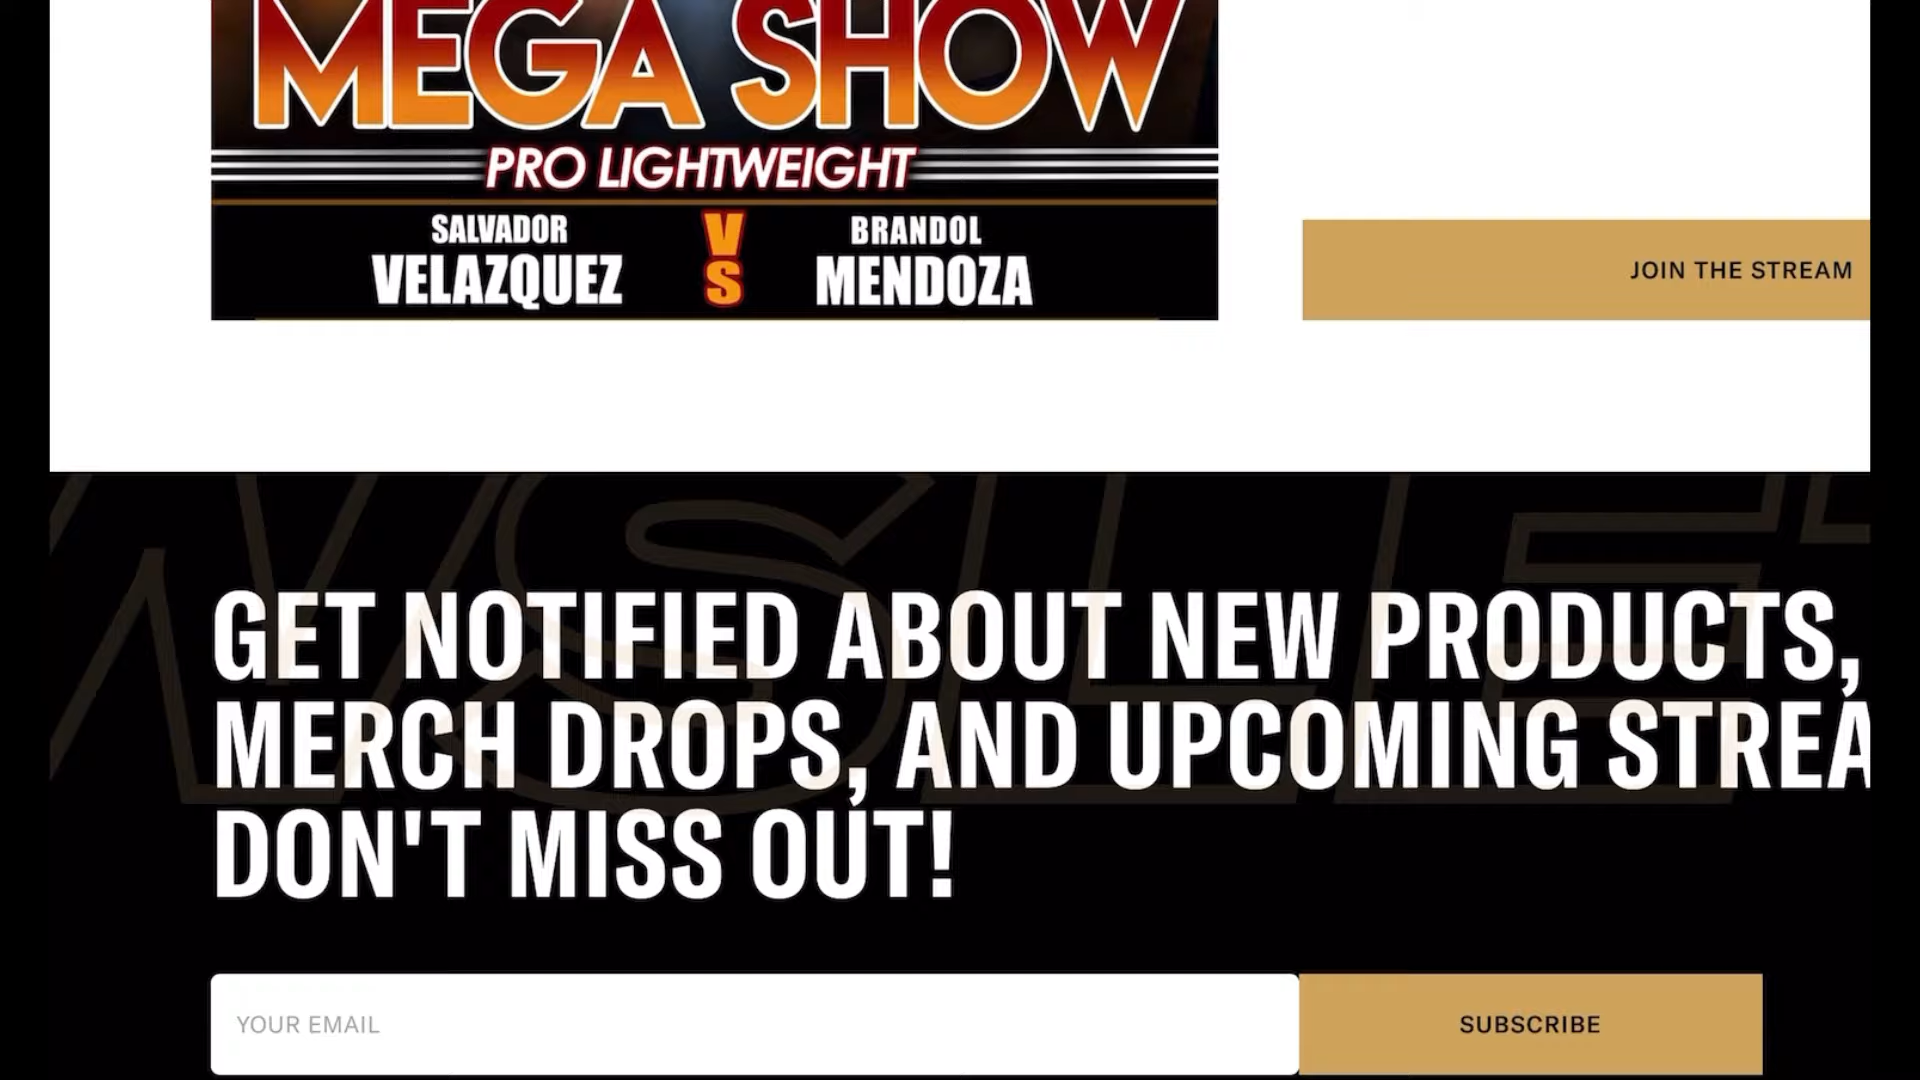 MEGA SHOW
PRO LIGHTWEIGHT
SALVADOR
VELAZQUEZ
VS
BRANDOL
MENDOZA
JOIN THE STREAM
GET NOTIFIED ABOUT NEW PRODUCTS,
MERCH DROPS, AND UPCOMING STREA
DON'T MISS OUT!
YOUR EMAIL
SUBSCRIBE